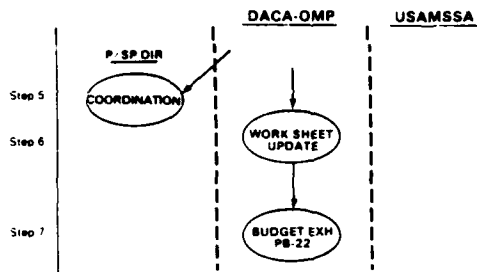 DACA-OMP
USAMSSA
P/SP DIR
Step 5
COORDINATION
Step 6
WORK SHEET
UPDATE
Step 7
BUDGET EXH
PB-22